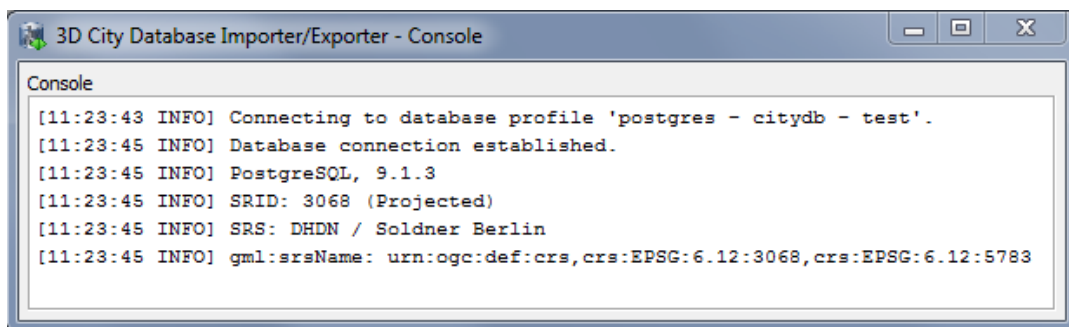 3D City Database Importer/Exporter - Console
Console
[11:23:43 INFO] Connecting to database profile 'postgres - citydb - test'.
[11:23:45 INFO] Database connection established.
[11:23:45 INFO] PostgreSQL, 9.1.3
[11:23:45 INFO] SRID: 3068 (Projected)
[11:23:45 INFO] SRS: DHDN / Soldner Berlin
[11:23:45 INFO] gml:srsName: urn:ogc:def:crs,crs:EPSG:6.12:3068,crs:EPSG:6.12:5783